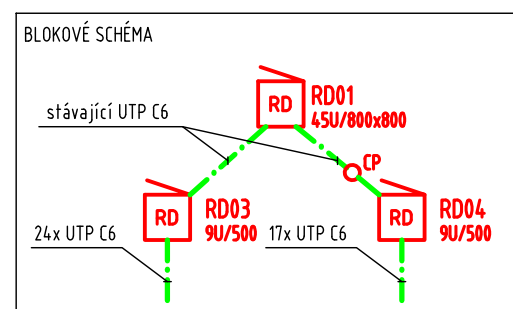 BLOKOVÉ SCHÉMA
RD
RD01
45U/800x800
stávající UTP C6
CP
RD
RD03
9U/500
RD
RD04
9U/500
24x UTP C6
17x UTP C6